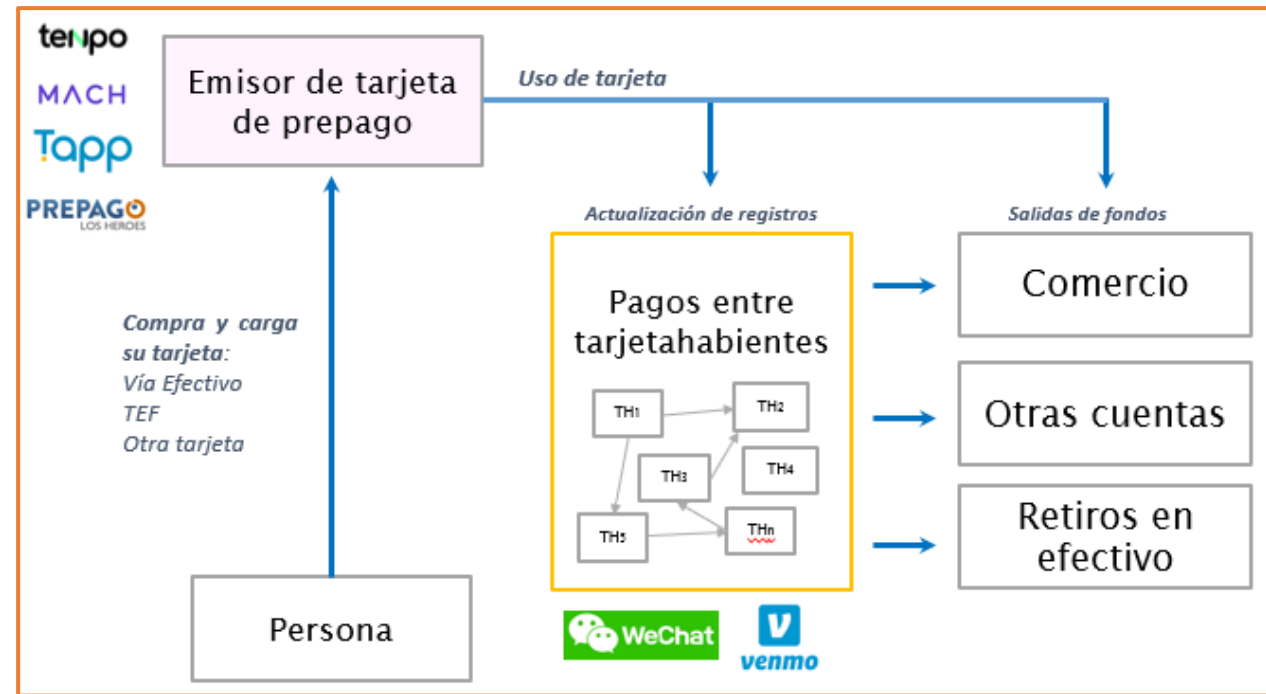 tenpo
MACH
Tapp
PREPAGO
LOS HEROES
Emisor de tarjeta
de prepago
Uso de tarjeta
Actualización de registros
Salidas de fondos
Compra y carga
su tarjeta:
Vía Efectivo
TEF
Otra tarjeta
Pagos entre
tarjetahabientes
TH1
TH2
TH3
TH4
TH5
THn
Comercio
Otras cuentas
Retiros en
efectivo
Persona
WeChat
V
venmo